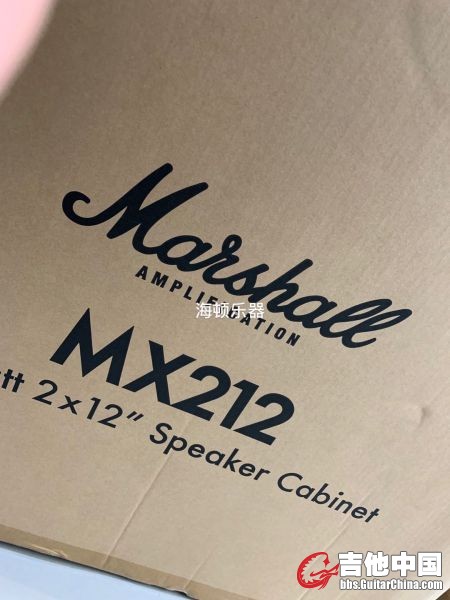 Marshall
AMPLIFICATION
海顿乐器
MX212
2x12" Speaker Cabinet
吉他中国
bbs.GuitarChina.com